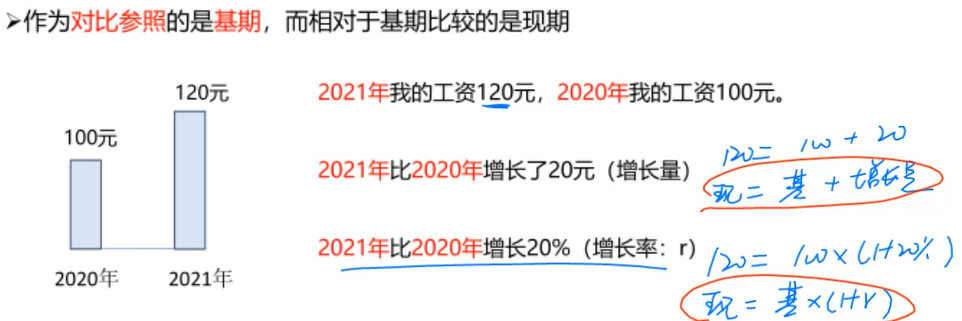 ➢作为对比参照的是基期，而相对于基期比较的是现期
120元
100元
2020年
2021年
2021年我的工资120元，2020年我的工资100元。
2021年比2020年增长了20元（增长量）
120= 100 + 20
现= 基 + 增长量
2021年比2020年增长20%（增长率：r）
120= 100×(1+20%)
现= 基×(1+r)